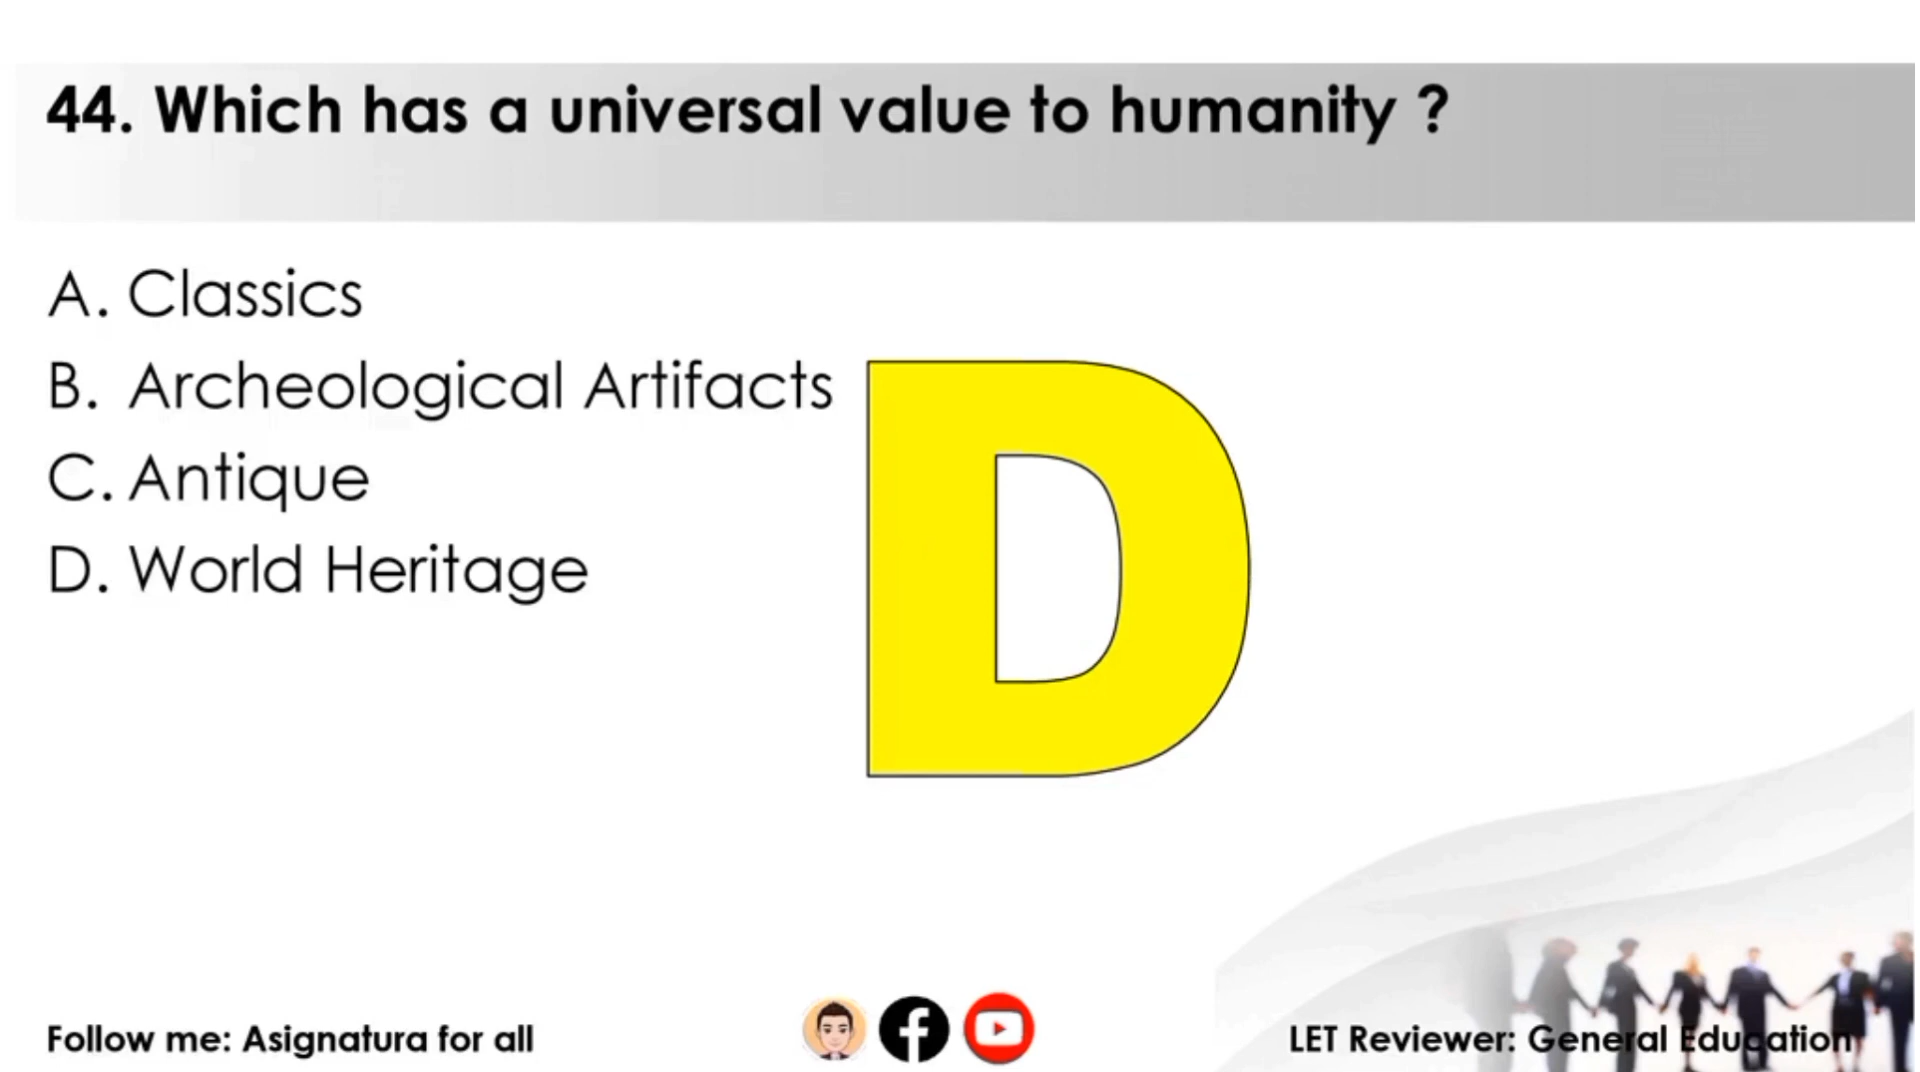 44. Which has a universal value to humanity ?
A. Classics
B. Archeological Artifacts
C. Antique
D. World Heritage
D
Follow me: Asignatura for all
LET Reviewer: General Education